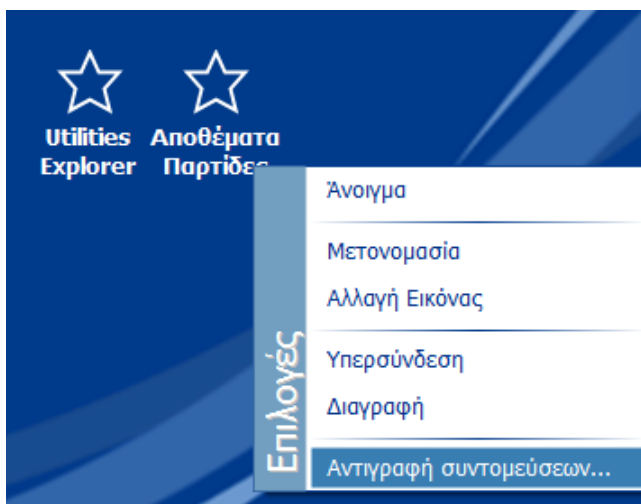 Utilities Explorer
Αποθέματα Παρτίδες
Άνοιγμα
Μετονομασία
Αλλαγή Εικόνας
Υπερσύνδεση
Διαγραφή
Αντιγραφή συντομεύσεων...
Επιλογές